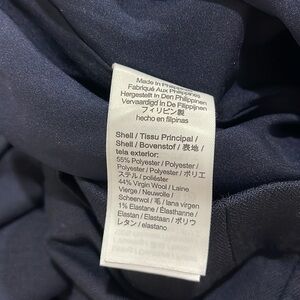 Made In Philippines
Fabriqué Aux Philippines
Hergestellt In Den Philippinen
Vervaardigd In De Filippijnen
フィリピン製
hecho en filipinas
Shell / Tissu Principal /
Shell / Bovenstof / 表地 /
tela exterior:
55% Polyester / Polyester /
Polyester / Polyester / ポリエ
ステル / poliéster
44% Virgin Wool / Laine
Vierge / Neuwolle /
Scheerwol / 毛 / lana virgen
1% Elastane / Élasthanne /
Elastan / Elastaan / ポリウ
レタン / elastano